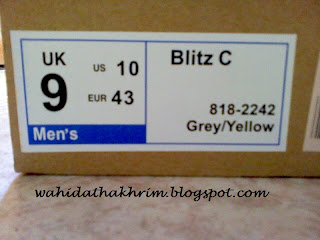 UK US 10 Blitz C
9 EUR 43
818-2242
Men's Grey/Yellow
wahidathakhrim.blogspot.com